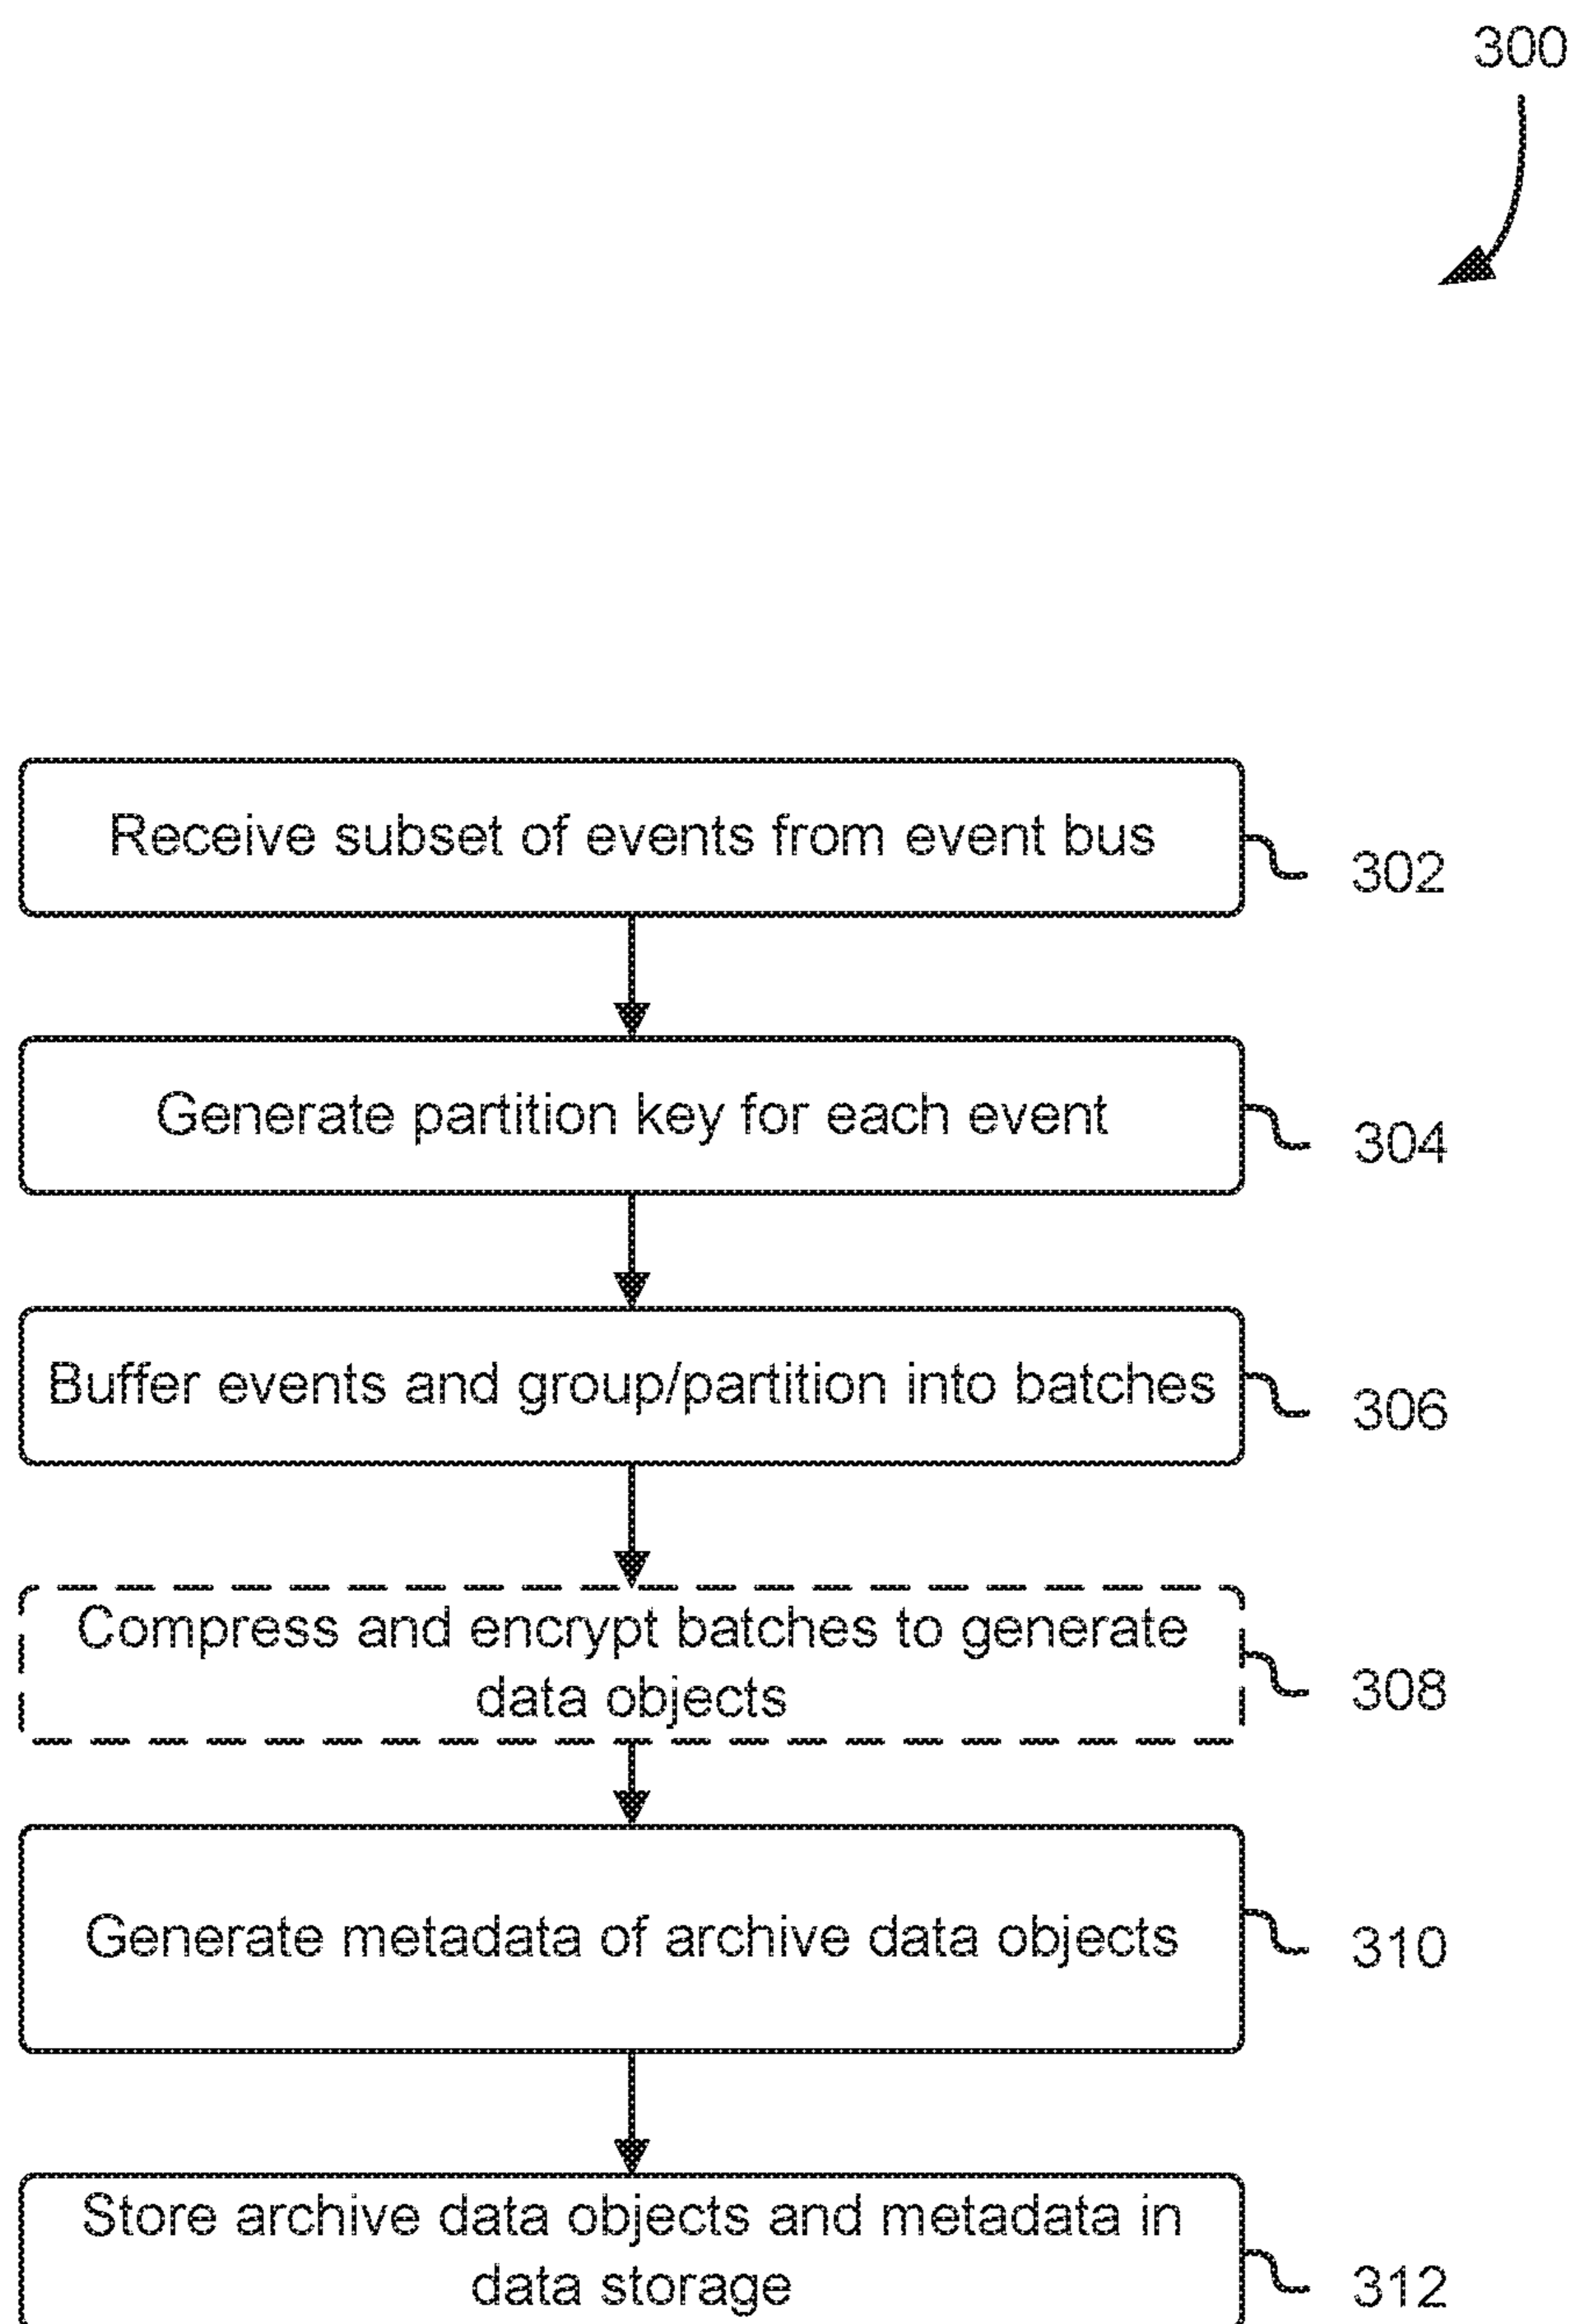 300
Receive subset of events from event bus
302
Generate partition key for each event
304
Buffer events and group/partition into batches
306
Compress and encrypt batches to generate
data objects
308
Generate metadata of archive data objects
310
Store archive data objects and metadata in
data storage
312